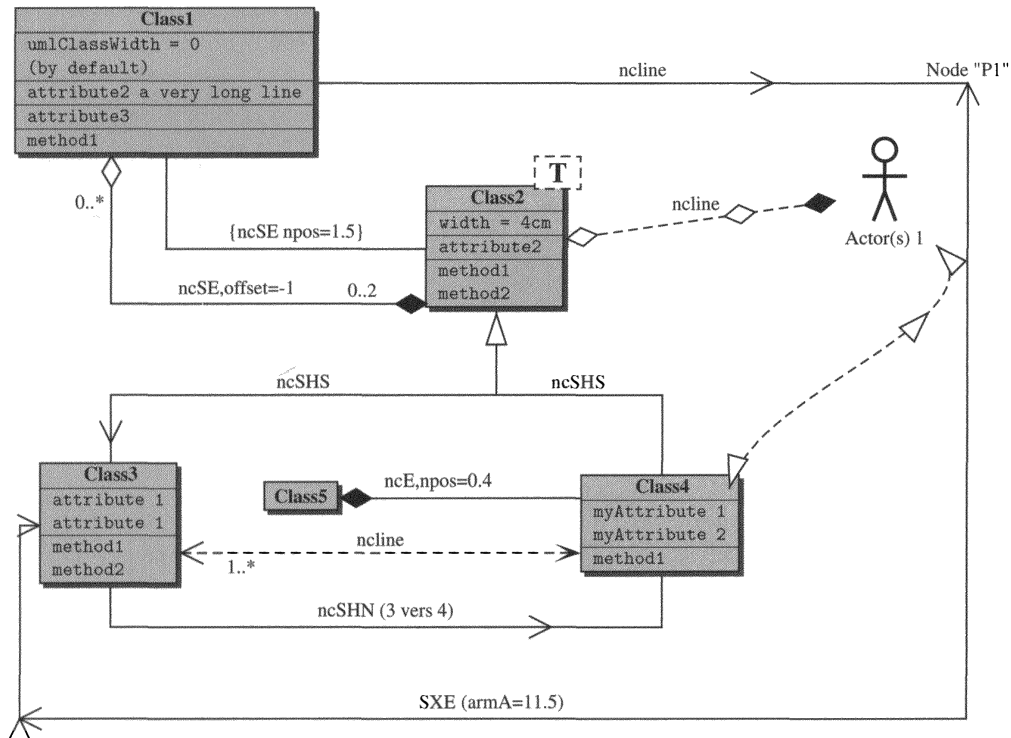 Class1
umlClassWidth = 0
(by default)
attribute2 a very long line
attribute3
method1
ncline
Node "P1"
0..*
{ncSE npos=1.5}
ncSE,offset=-1
0..2
T
Class2
width = 4cm
attribute2
method1
method2
ncline
Actor(s) 1
ncSHS
ncSHS
Class3
attribute 1
attribute 1
method1
method2
Class5
ncE,npos=0.4
Class4
myAttribute 1
myAttribute 2
method1
ncline
1..*
ncSHN (3 vers 4)
SXE (armA=11.5)